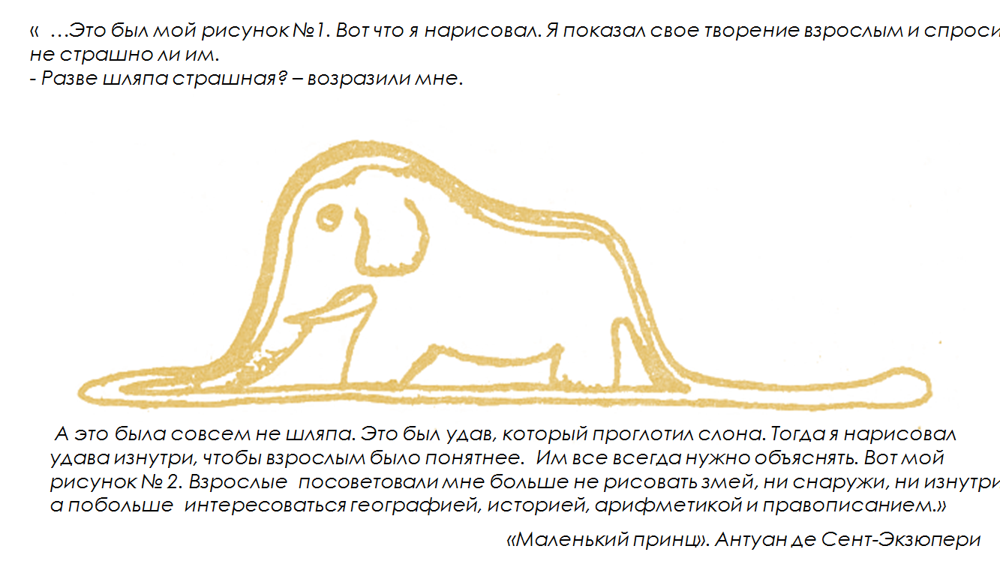 « …Это был мой рисунок №1. Вот что я нарисовал. Я показал свое творение взрослым и спроси
не страшно ли им.
- Разве шляпа страшная? – возразили мне.
А это была совсем не шляпа. Это был удав, который проглотил слона. Тогда я нарисовал
удава изнутри, чтобы взрослым было понятнее. Им все всегда нужно объяснять. Вот мой
рисунок № 2. Взрослые посоветовали мне больше не рисовать змей, ни снаружи, ни изнутри
а побольше интересоваться географией, историей, арифметикой и правописанием.»
«Маленький принц». Антуан де Сент-Экзюпери